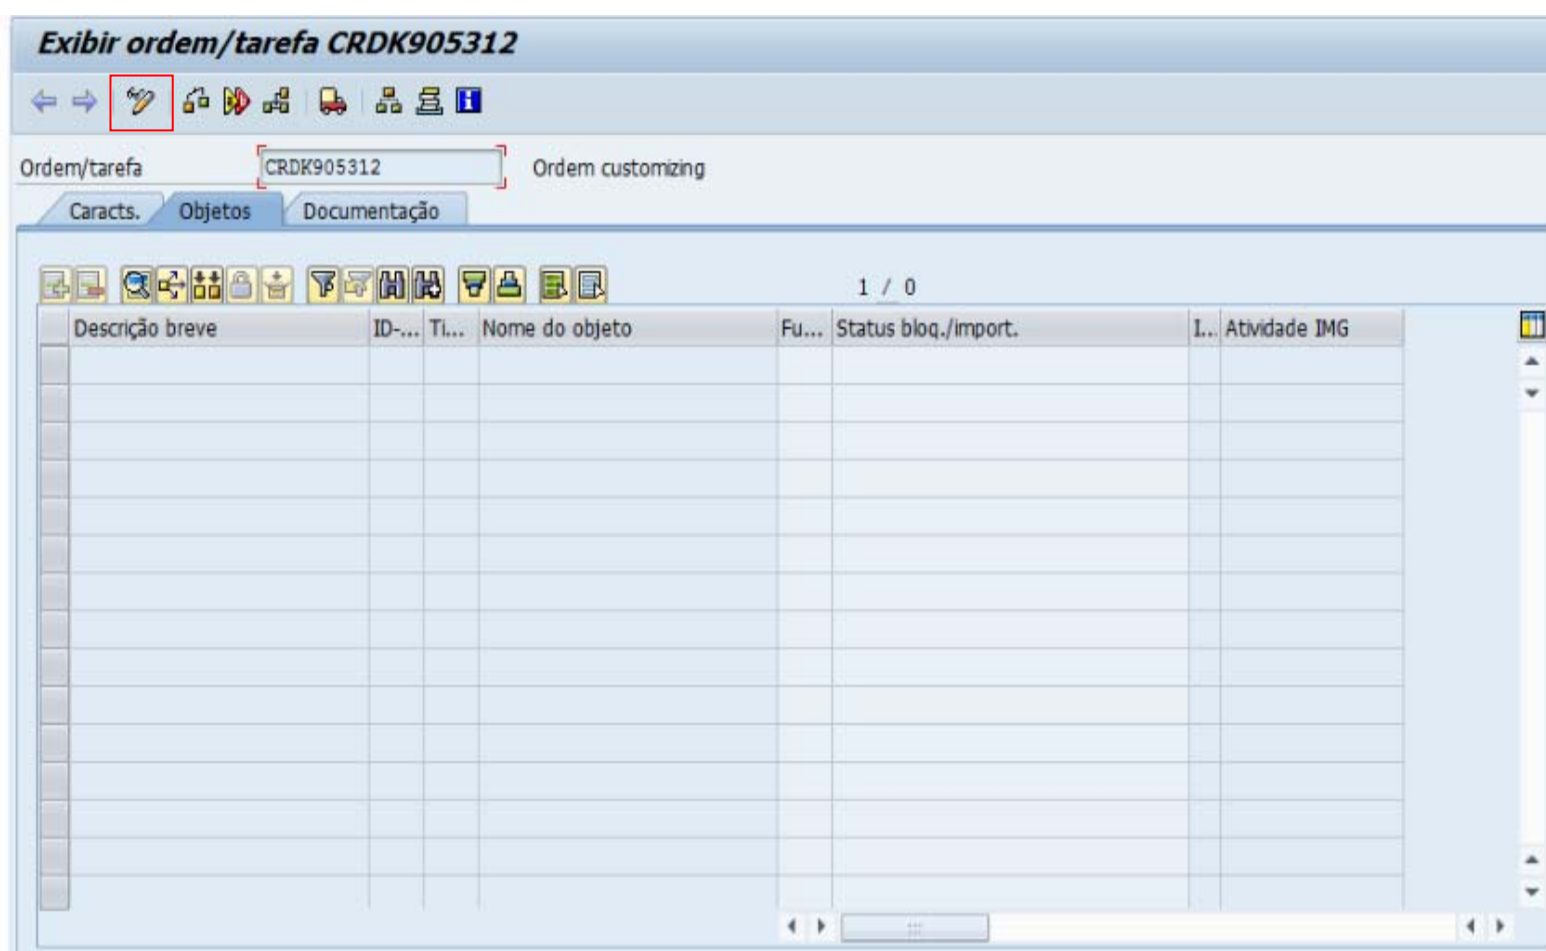 Exibir ordem/tarefa CRDK905312
Ordem/tarefa CRDK905312 Ordem customizing
Caracts. Objetos Documentação
1 / 0
Descrição breve ID-... Ti... Nome do objeto Fu... Status bloq./import. I... Atividade IMG